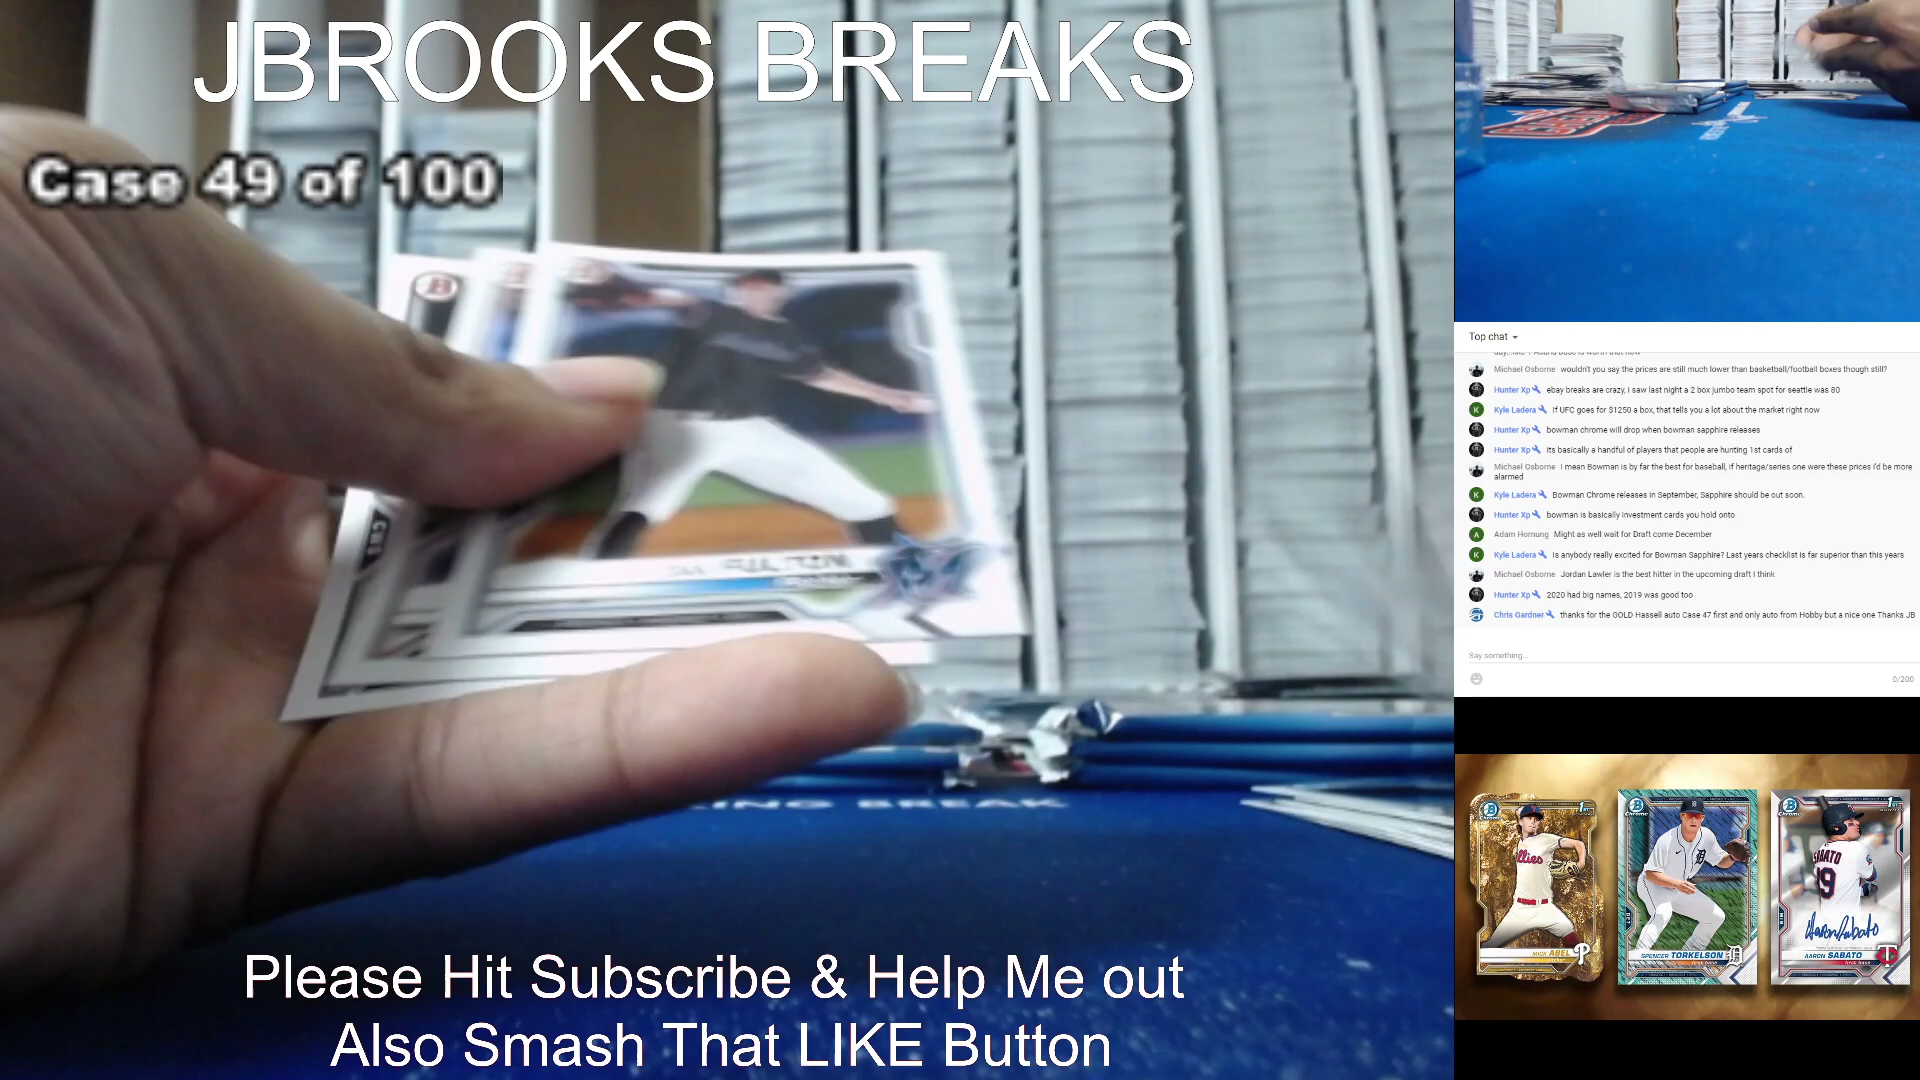 JBROOKS BREAKS
Case 49 of 100
FULTON
KING BREAK
Please Hit Subscribe & Help Me out
Also Smash That LIKE Button
Top chat
Michael Osborne wouldn't you say the prices are still much lower than basketball/football boxes though still?
Hunter Xp ebay breaks are crazy, i saw last night a 2 box jumbo team spot for seattle was 80
Kyle Ladera If UFC goes for $1250 a box, that tells you a lot about the market right now
Hunter Xp bowman chrome will drop when bowman sapphire releases
Hunter Xp Its basically a handful of players that people are hunting 1st cards of
Michael Osborne I mean Bowman is by far the best for baseball, if heritage/series one were these prices I'd be more
alarmed
Kyle Ladera Bowman Chrome releases in September, Sapphire should be out soon.
Hunter Xp bowman is basically investment cards you hold onto
Adam Hornung Might as well wait for Draft come December
Kyle Ladera Is anybody really excited for Bowman Sapphire? Last years checklist is far superior than this years
Michael Osborne Jordan Lawler is the best hitter in the upcoming draft I think
Hunter Xp 2020 had big names, 2019 was good too
Chris Gardner thanks for the GOLD Hassell auto Case 47 first and only auto from Hobby but a nice one Thanks JB
Say something...
0/200
MICK ABEL
SPENCER TORKELSON
SABATO
19
AARON SABATO
first base